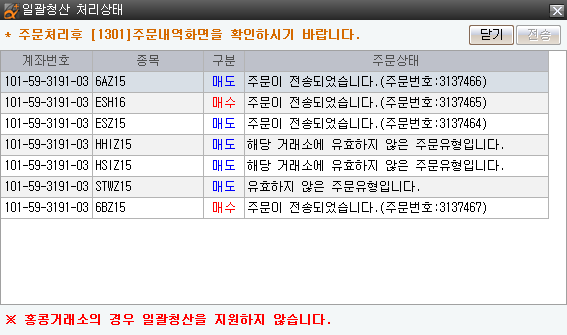 일괄청산 처리상태
* 주문처리후 [1301]주문내역화면을 확인하시기 바랍니다.
닫기 전송
계좌번호 종목 구분 주문상태
101-59-3191-03 6AZ15 매도 주문이 전송되었습니다.(주문번호:3137466)
101-59-3191-03 ESH16 매수 주문이 전송되었습니다.(주문번호:3137465)
101-59-3191-03 ESZ15 매도 주문이 전송되었습니다.(주문번호:3137464)
101-59-3191-03 HHIZ15 매도 해당 거래소에 유효하지 않은 주문유형입니다.
101-59-3191-03 HSIZ15 매도 해당 거래소에 유효하지 않은 주문유형입니다.
101-59-3191-03 STWZ15 매도 유효하지 않은 주문유형입니다.
101-59-3191-03 6BZ15 매수 주문이 전송되었습니다.(주문번호:3137467)
※ 홍콩거래소의 경우 일괄청산을 지원하지 않습니다.